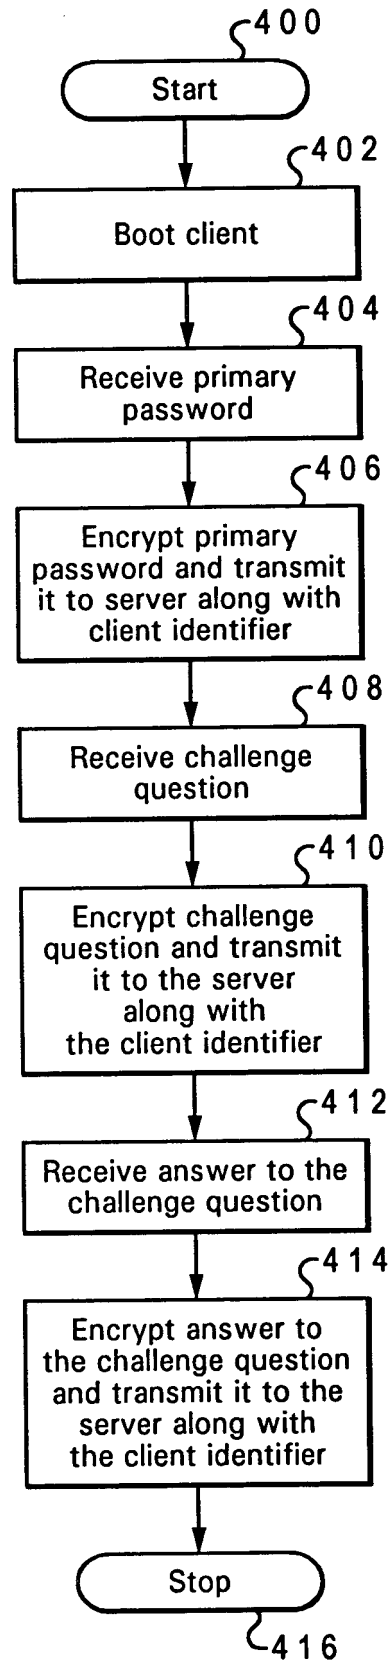 400
Start
402
Boot client
404
Receive primary
password
406
Encrypt primary
password and transmit
it to server along with
client identifier
408
Receive challenge
question
410
Encrypt challenge
question and transmit
it to the server
along with
the client identifier
412
Receive answer to the
challenge question
414
Encrypt answer to
the challenge question
and transmit it to the
server along with
the client identifier
Stop
416